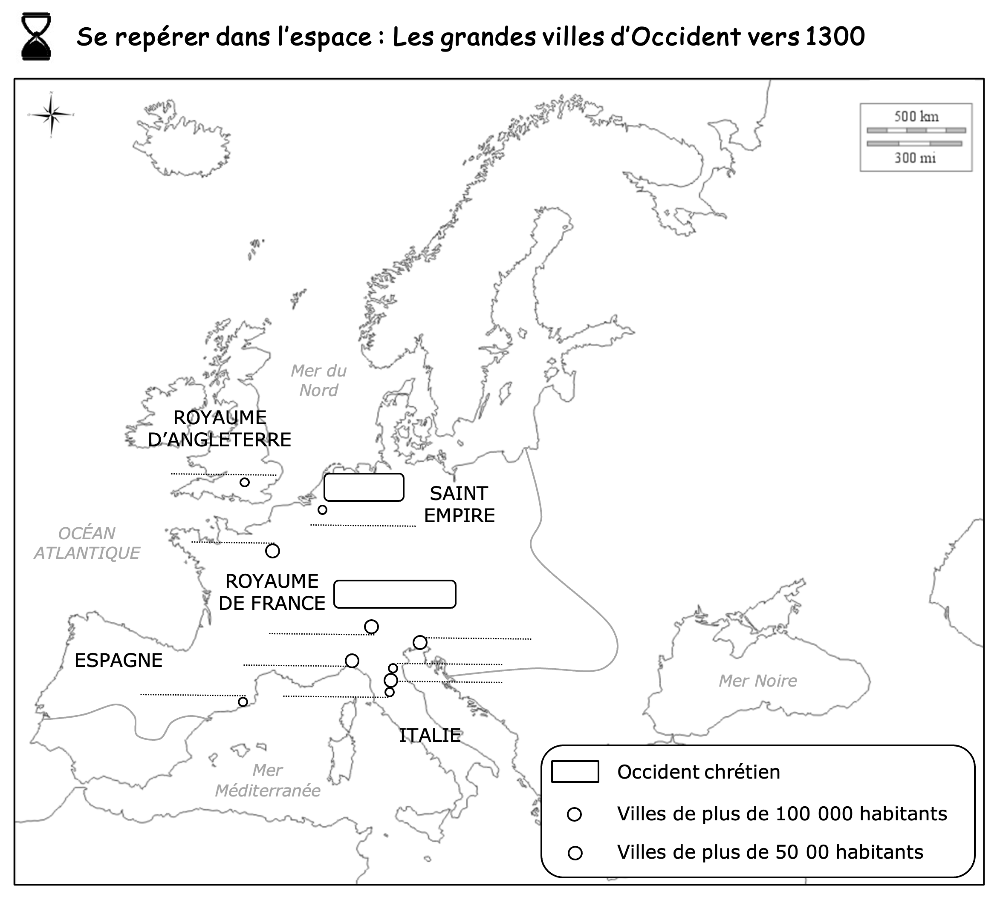 Se repérer dans l’espace : Les grandes villes d’Occident vers 1300
N
O
E
500 km
300 mi
Mer du
Nord
ROYAUME
D’ANGLETERRE
SAINT
EMPIRE
OCÉAN
ATLANTIQUE
ROYAUME
DE FRANCE
ESPAGNE
Mer Noire
ITALIE
Mer
Méditerranée
Occident chrétien
Villes de plus de 100 000 habitants
Villes de plus de 50 00 habitants